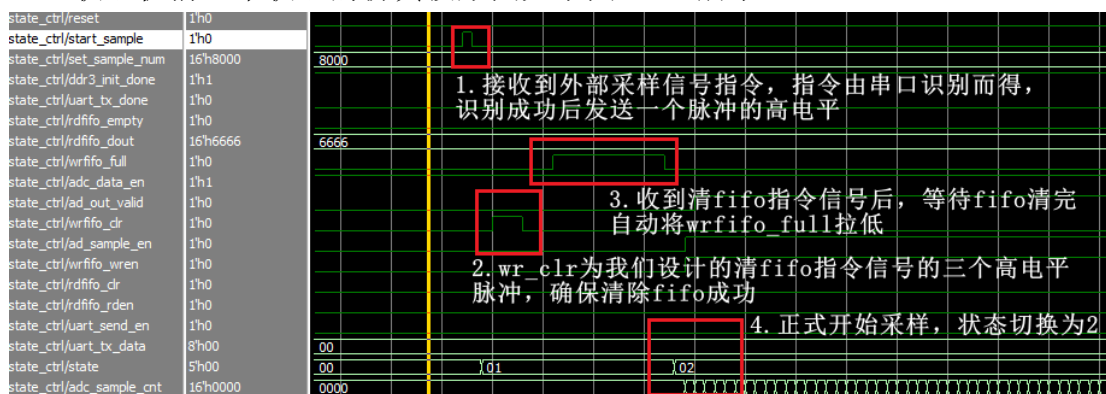 state_ctrl/reset 1'h0
state_ctrl/start_sample 1'h0
state_ctrl/set_sample_num 16'h8000 8000
state_ctrl/ddr3_init_done 1'h1
state_ctrl/uart_tx_done 1'h0
state_ctrl/rdfifo_empty 1'h0
state_ctrl/rdfifo_dout 16'h6666 6666
state_ctrl/wrfifo_full 1'h0
state_ctrl/adc_data_en 1'h1
state_ctrl/ad_out_valid 1'h0
state_ctrl/wrfifo_clr 1'h0
state_ctrl/ad_sample_en 1'h0
state_ctrl/wrfifo_wren 1'h0
state_ctrl/rdfifo_clr 1'h0
state_ctrl/rdfifo_rden 1'h0
state_ctrl/uart_send_en 1'h0
state_ctrl/uart_tx_data 8'h00 00
state_ctrl/state 5'h00 00 01 02
state_ctrl/adc_sample_cnt 16'h0000 0000
1.接收到外部采样信号指令，指令由串口识别而得，
识别成功后发送一个脉冲的高电平
3.收到清fifo指令信号后，等待fifo清完
自动将wrfifo_full拉低
2.wr_clr为我们设计的清fifo指令信号的三个高电平
脉冲，确保清除fifo成功
4.正式开始采样，状态切换为2